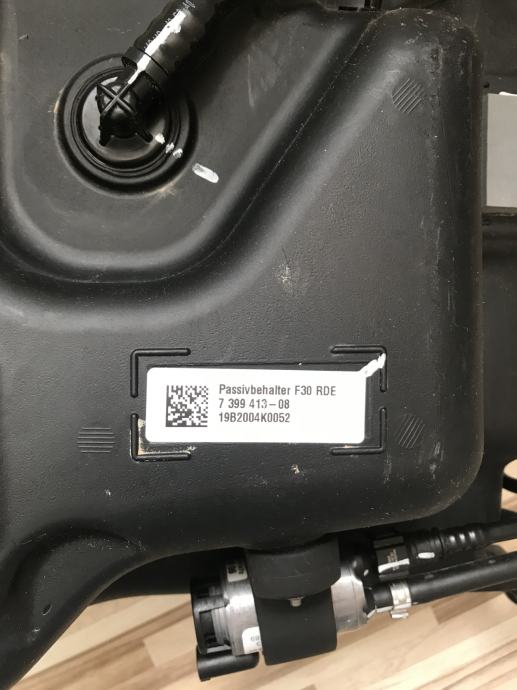 Passivbehalter F30 RDE
7 399 413-08
19B2004K0052